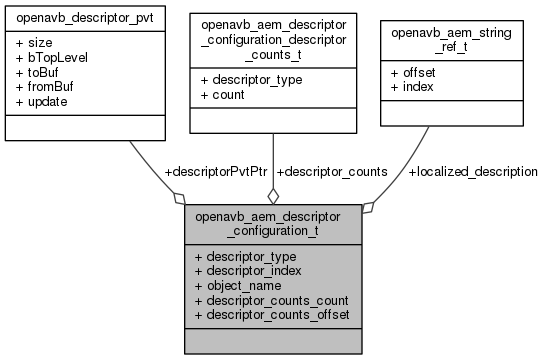 openavb_descriptor_pvt
+ size
+ bTopLevel
+ toBuf
+ fromBuf
+ update
openavb_aem_descriptor
_configuration_descriptor
_counts_t
+ descriptor_type
+ count
openavb_aem_string
_ref_t
+ offset
+ index
+descriptorPvtPtr
+descriptor_counts
+localized_description
openavb_aem_descriptor
_configuration_t
+ descriptor_type
+ descriptor_index
+ object_name
+ descriptor_counts_count
+ descriptor_counts_offset